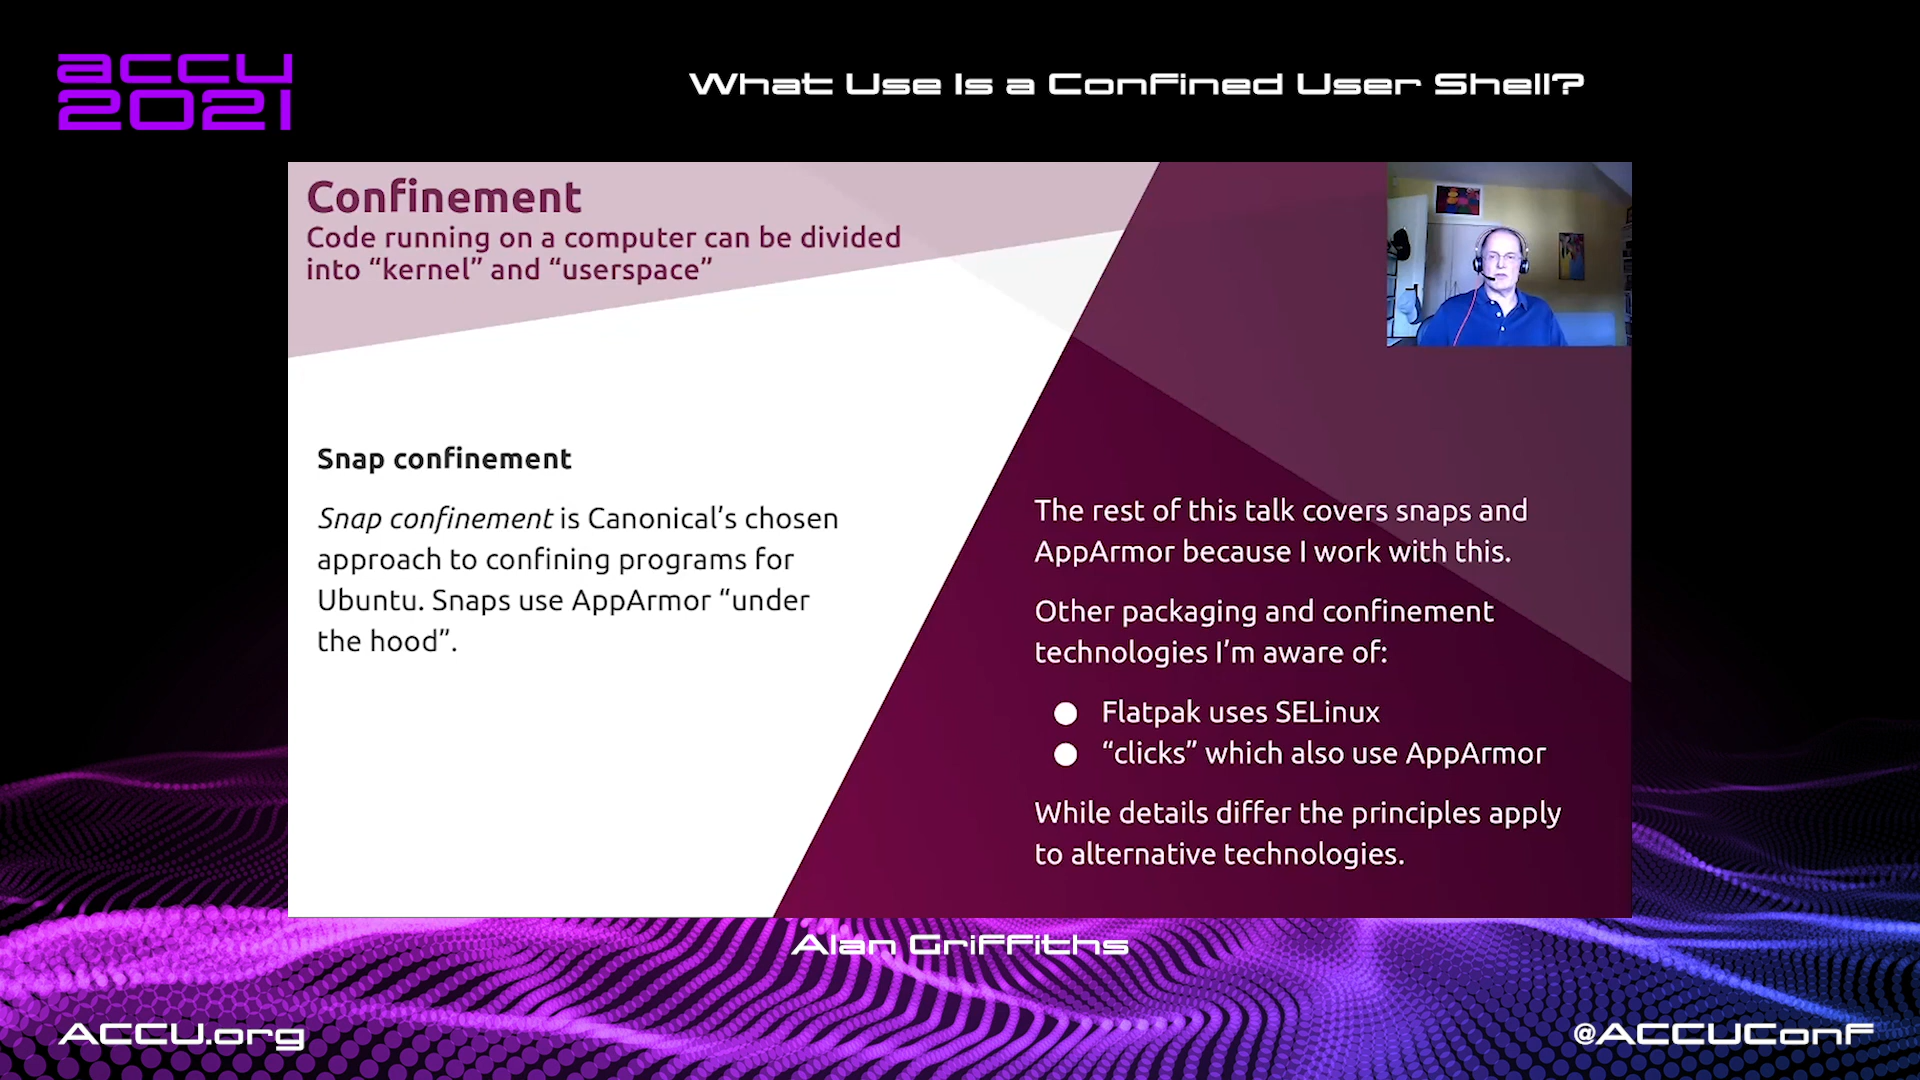 accu
2021
What Use Is a Confined User Shell?
Confinement
Code running on a computer can be divided
into “kernel” and “userspace”
Snap confinement
Snap confinement is Canonical’s chosen
approach to confining programs for
Ubuntu. Snaps use AppArmor “under
the hood”.
The rest of this talk covers snaps and
AppArmor because I work with this.
Other packaging and confinement
technologies I’m aware of:
● Flatpak uses SELinux
● “clicks” which also use AppArmor
While details differ the principles apply
to alternative technologies.
Alan Griffiths
ACCU.org
@ACCUConf